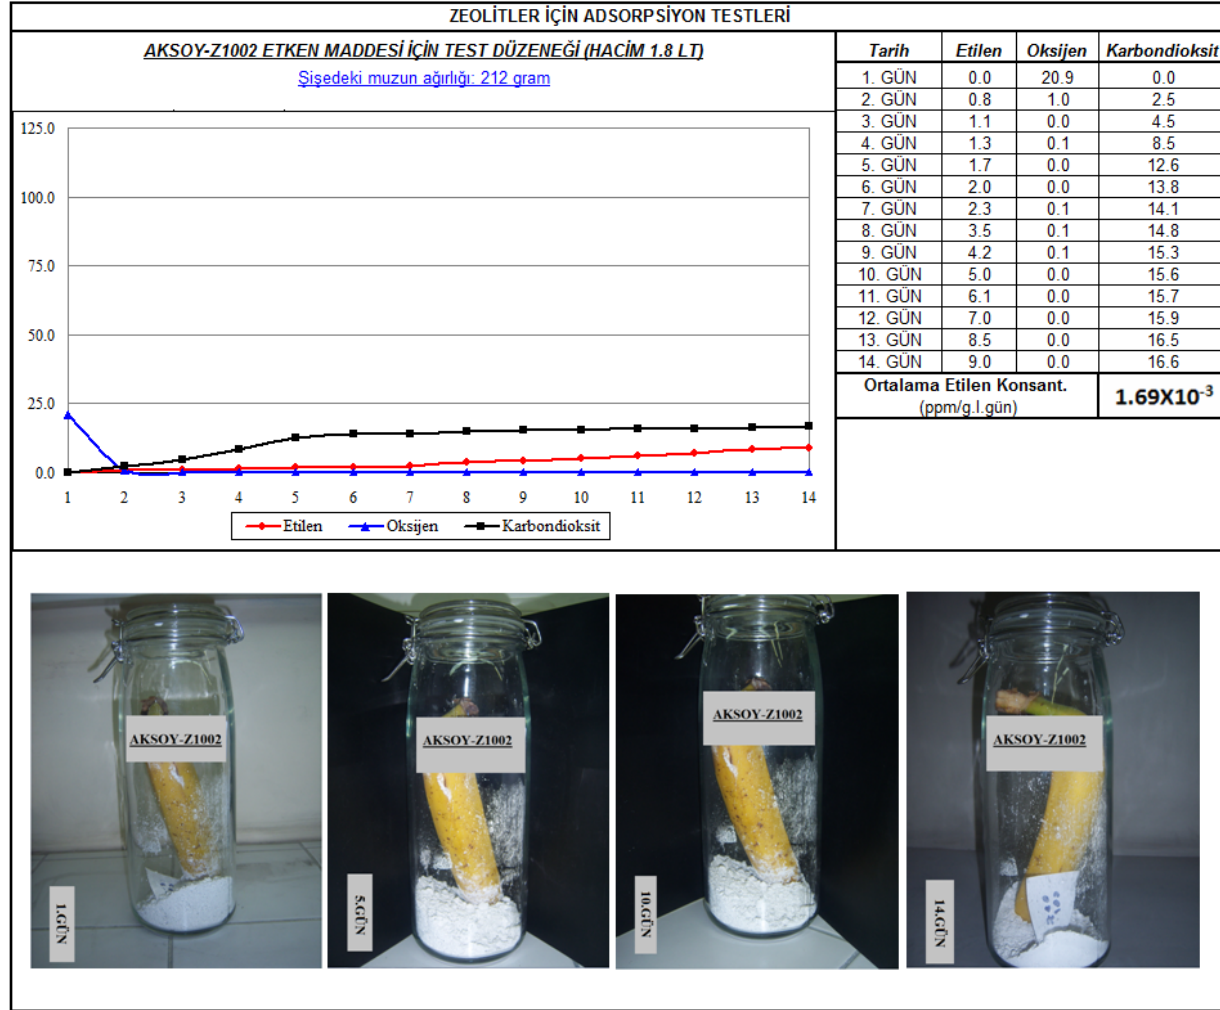 ZEOLİTLER İÇİN ADSORPSİYON TESTLERİ
AKSOY-Z1002 ETKEN MADDESİ İÇİN TEST DÜZENEĞİ (HACİM 1.8 LT)
Şişedeki muzun ağırlığı: 212 gram
Tarih Etilen Oksijen Karbondioksit
1. GÜN 0.0 20.9 0.0
2. GÜN 0.8 1.0 2.5
3. GÜN 1.1 0.0 4.5
4. GÜN 1.3 0.1 8.5
5. GÜN 1.7 0.0 12.6
6. GÜN 2.0 0.0 13.8
7. GÜN 2.3 0.1 14.1
8. GÜN 3.5 0.1 14.8
9. GÜN 4.2 0.1 15.3
10. GÜN 5.0 0.0 15.6
11. GÜN 6.1 0.0 15.7
12. GÜN 7.0 0.0 15.9
13. GÜN 8.5 0.0 16.5
14. GÜN 9.0 0.0 16.6
Ortalama Etilen Konsant.
(ppm/g.l.gün)
1.69X10⁻³
125.0
100.0
75.0
50.0
25.0
0.0
1 2 3 4 5 6 7 8 9 10 11 12 13 14
Etilen Oksijen Karbondioksit
AKSOY-Z1002
1.GÜN
AKSOY-Z1002
5.GÜN
AKSOY-Z1002
10.GÜN
AKSOY-Z1002
14.GÜN